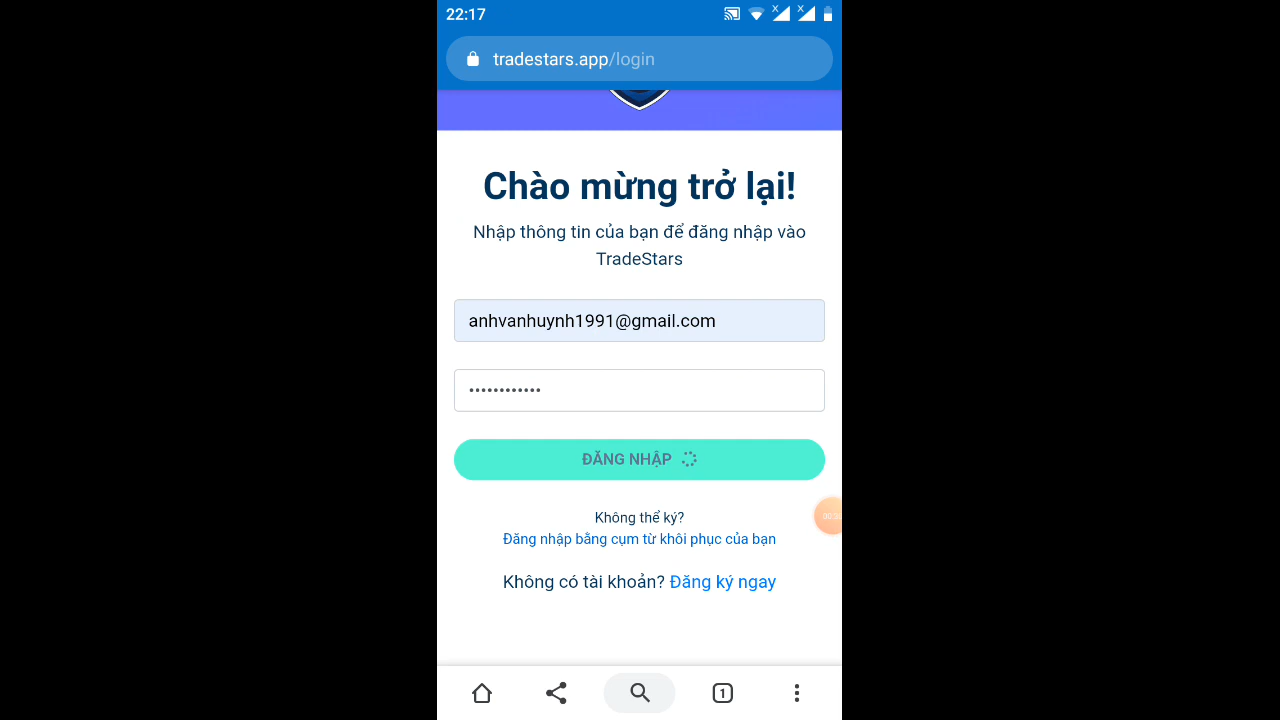 22:17
tradestars.app/login
Chào mừng trở lại!
Nhập thông tin của bạn để đăng nhập vào
TradeStars
anhvanhuynh1991@gmail.com
••••••••••••
ĐĂNG NHẬP
Không thể ký?
Đăng nhập bằng cụm từ khôi phục của bạn
Không có tài khoản? Đăng ký ngay
1